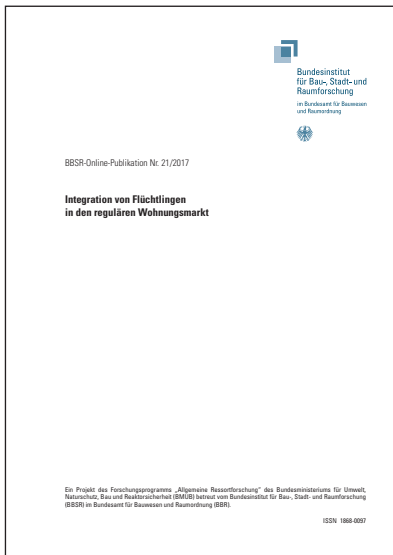 Bundesinstitut
für Bau-, Stadt- und
Raumforschung
im Bundesamt für Bauwesen
und Raumordnung
BBSR-Online-Publikation Nr. 21/2017
Integration von Flüchtlingen
in den regulären Wohnungsmarkt
Ein Projekt des Forschungsprogramms „Allgemeine Ressortforschung“ des Bundesministeriums für Umwelt,
Naturschutz, Bau und Reaktorsicherheit (BMUB) betreut vom Bundesinstitut für Bau-, Stadt- und Raumforschung
(BBSR) im Bundesamt für Bauwesen und Raumordnung (BBR).
ISSN 1868-0097